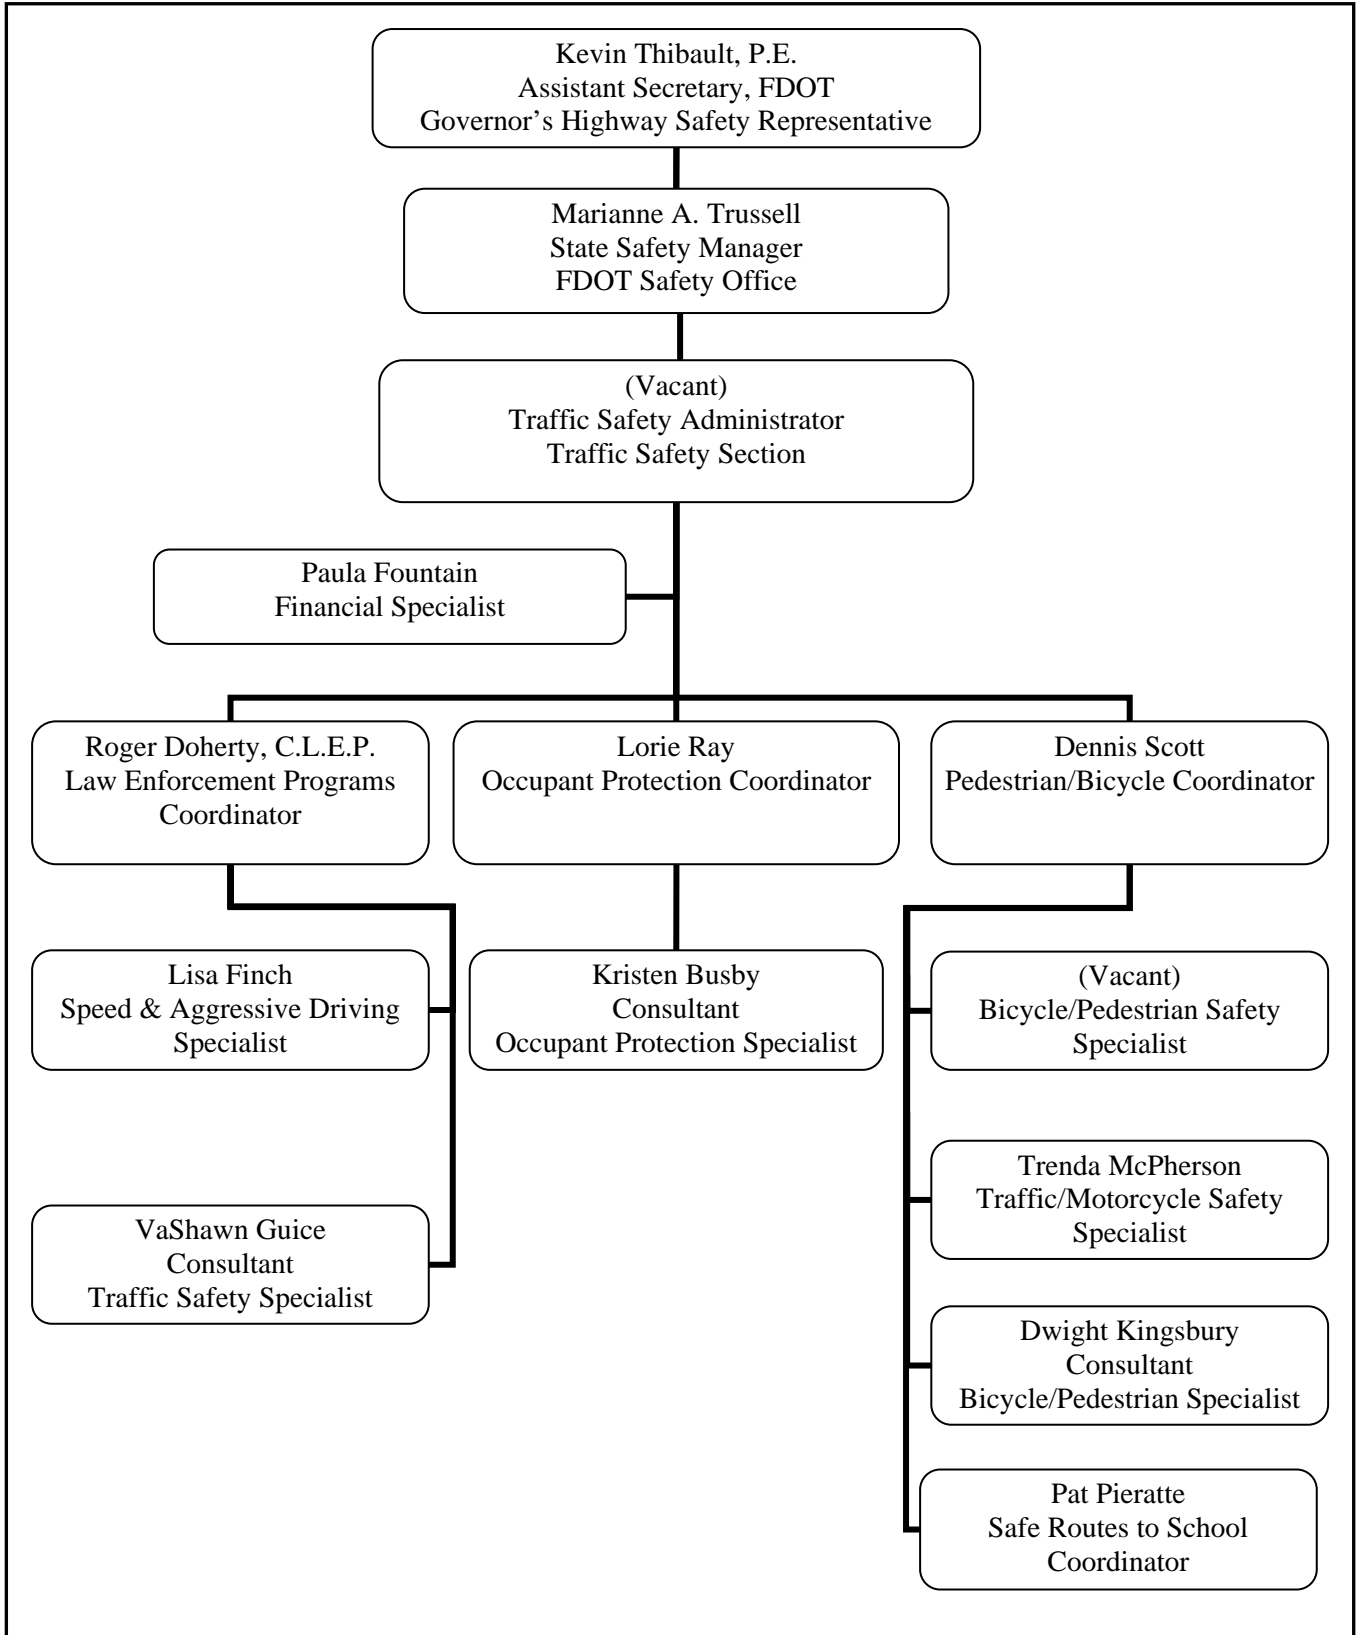 Kevin Thibault, P.E.
Assistant Secretary, FDOT
Governor’s Highway Safety Representative
Marianne A. Trussell
State Safety Manager
FDOT Safety Office
(Vacant)
Traffic Safety Administrator
Traffic Safety Section
Paula Fountain
Financial Specialist
Roger Doherty, C.L.E.P.
Law Enforcement Programs
Coordinator
Lorie Ray
Occupant Protection Coordinator
Dennis Scott
Pedestrian/Bicycle Coordinator
Lisa Finch
Speed & Aggressive Driving
Specialist
Kristen Busby
Consultant
Occupant Protection Specialist
(Vacant)
Bicycle/Pedestrian Safety
Specialist
Trenda McPherson
Traffic/Motorcycle Safety
Specialist
VaShawn Guice
Consultant
Traffic Safety Specialist
Dwight Kingsbury
Consultant
Bicycle/Pedestrian Specialist
Pat Pieratte
Safe Routes to School
Coordinator